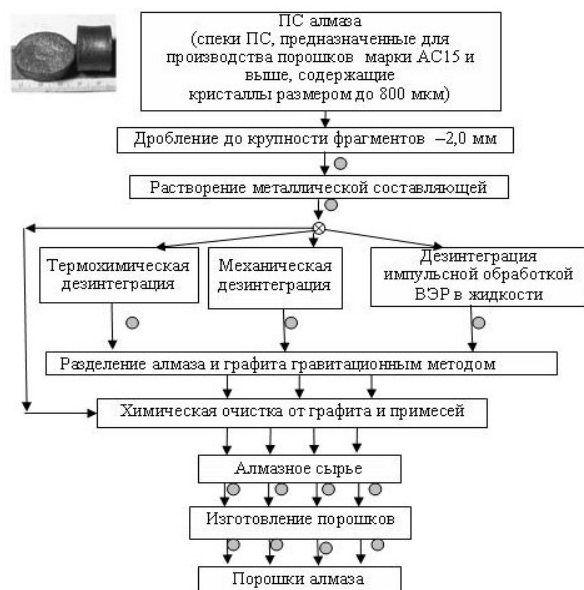 ПС алмаза
(спеки ПС, предназначенные для
производства порошков марки АС15 и
выше, содержащие
кристаллы размером до 800 мкм)
Дробление до крупности фрагментов –2,0 мм
Растворение металлической составляющей
Термохимическая
дезинтеграция
Механическая
дезинтеграция
Дезинтеграция
импульсной обработкой
ВЭР в жидкости
Разделение алмаза и графита гравитационным методом
Химическая очистка от графита и примесей
Алмазное сырье
Изготовление порошков
Порошки алмаза